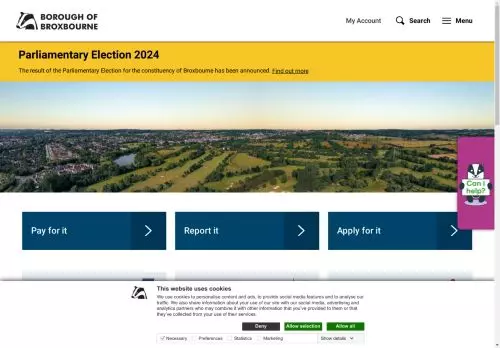 BOROUGH OF
BROXBOURNE
My Account
Search
Menu
Parliamentary Election 2024
The result of the Parliamentary Election for the constituency of Broxbourne has been announced. Find out more
Can I
help?
Pay for it
Report it
Apply for it
This website uses cookies
We use cookies to personalise content and ads, to provide social media features and to analyse our
traffic. We also share information about your use of our site with our social media, advertising and
analytics partners who may combine it with other information that you've provided to them or that
they've collected from your use of their services.
Deny
Allow selection
Allow all
Necessary
Preferences
Statistics
Marketing
Show details